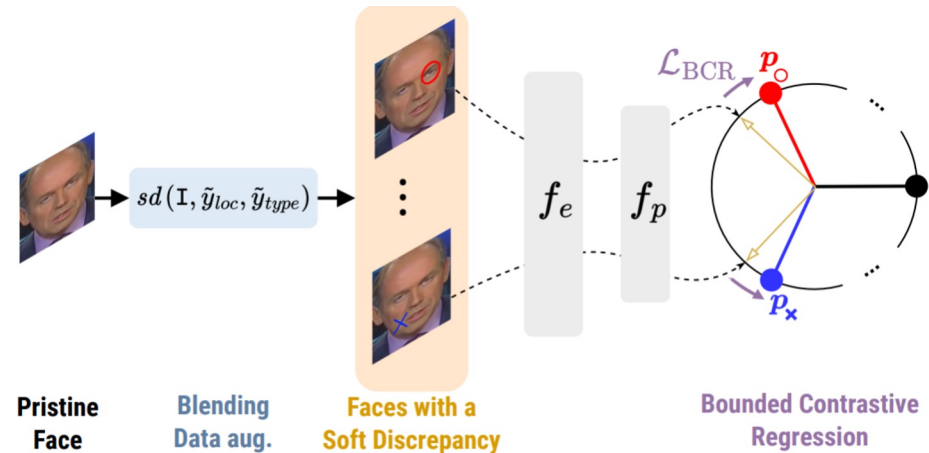 𝓛BCR
p○
...
sd(I, ỹloc, ỹtype)
⋮
fe
fp
...
p×
Pristine
Face
Blending
Data aug.
Faces with a
Soft Discrepancy
Bounded Contrastive
Regression